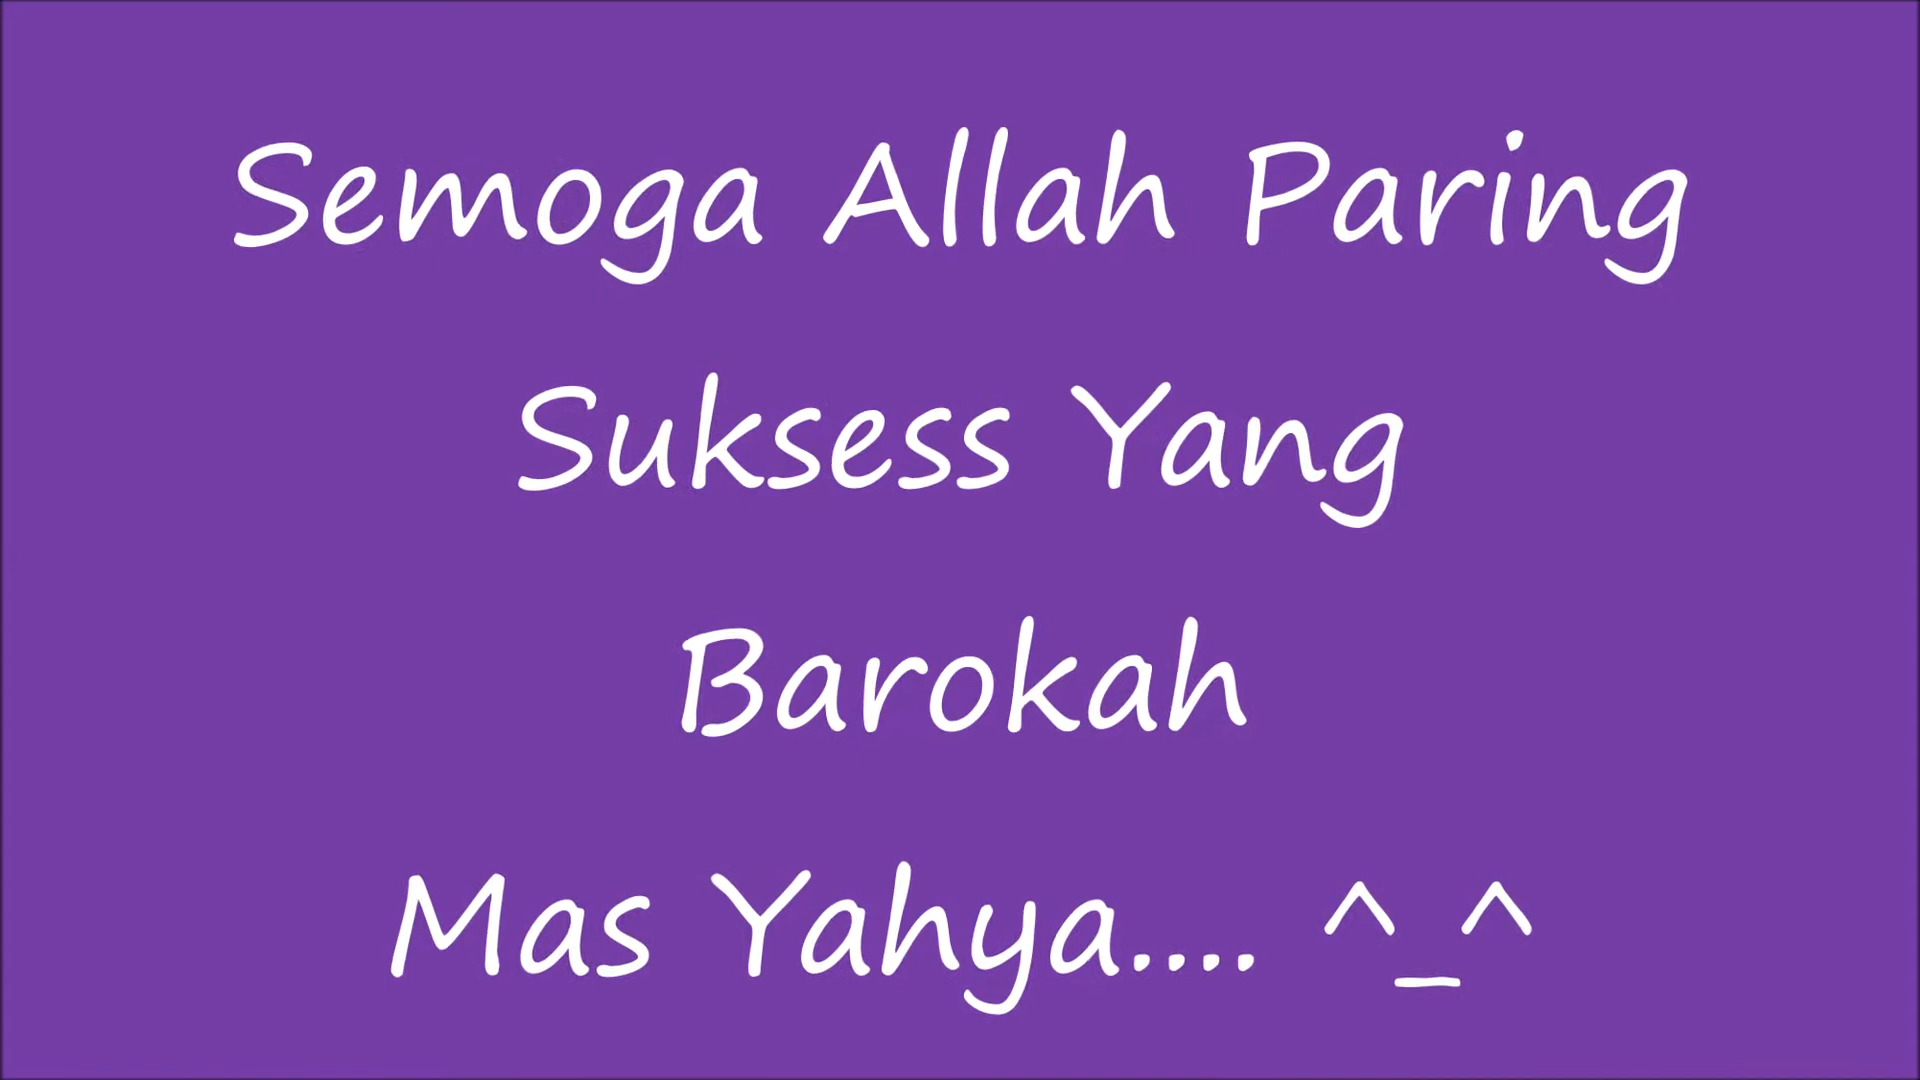 Semoga Allah Paring
Suksess Yang
Barokah
Mas Yahya.... ^_^